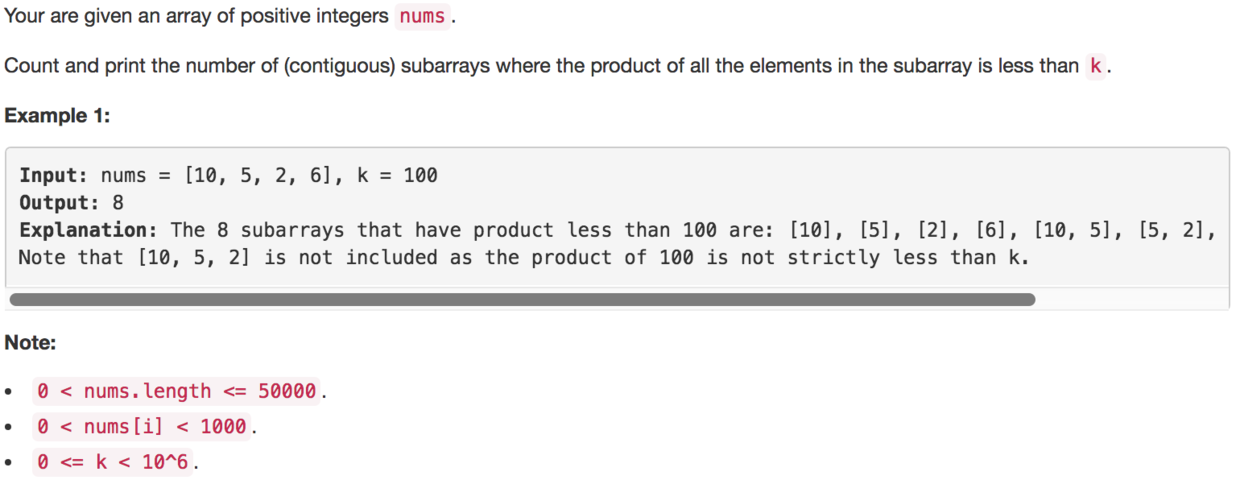 Your are given an array of positive integers nums .
Count and print the number of (contiguous) subarrays where the product of all the elements in the subarray is less than k .
Example 1:
Input: nums = [10, 5, 2, 6], k = 100
Output: 8
Explanation: The 8 subarrays that have product less than 100 are: [10], [5], [2], [6], [10, 5], [5, 2],
Note that [10, 5, 2] is not included as the product of 100 is not strictly less than k.
Note:
• 0 < nums.length <= 50000 .
• 0 < nums[i] < 1000 .
• 0 <= k < 10^6 .